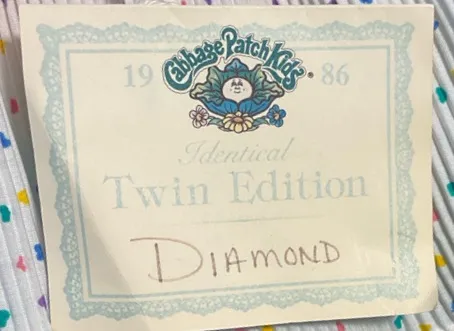 Cabbage Patch Kids®
19 86
Identical
Twin Edition
DIAMOND